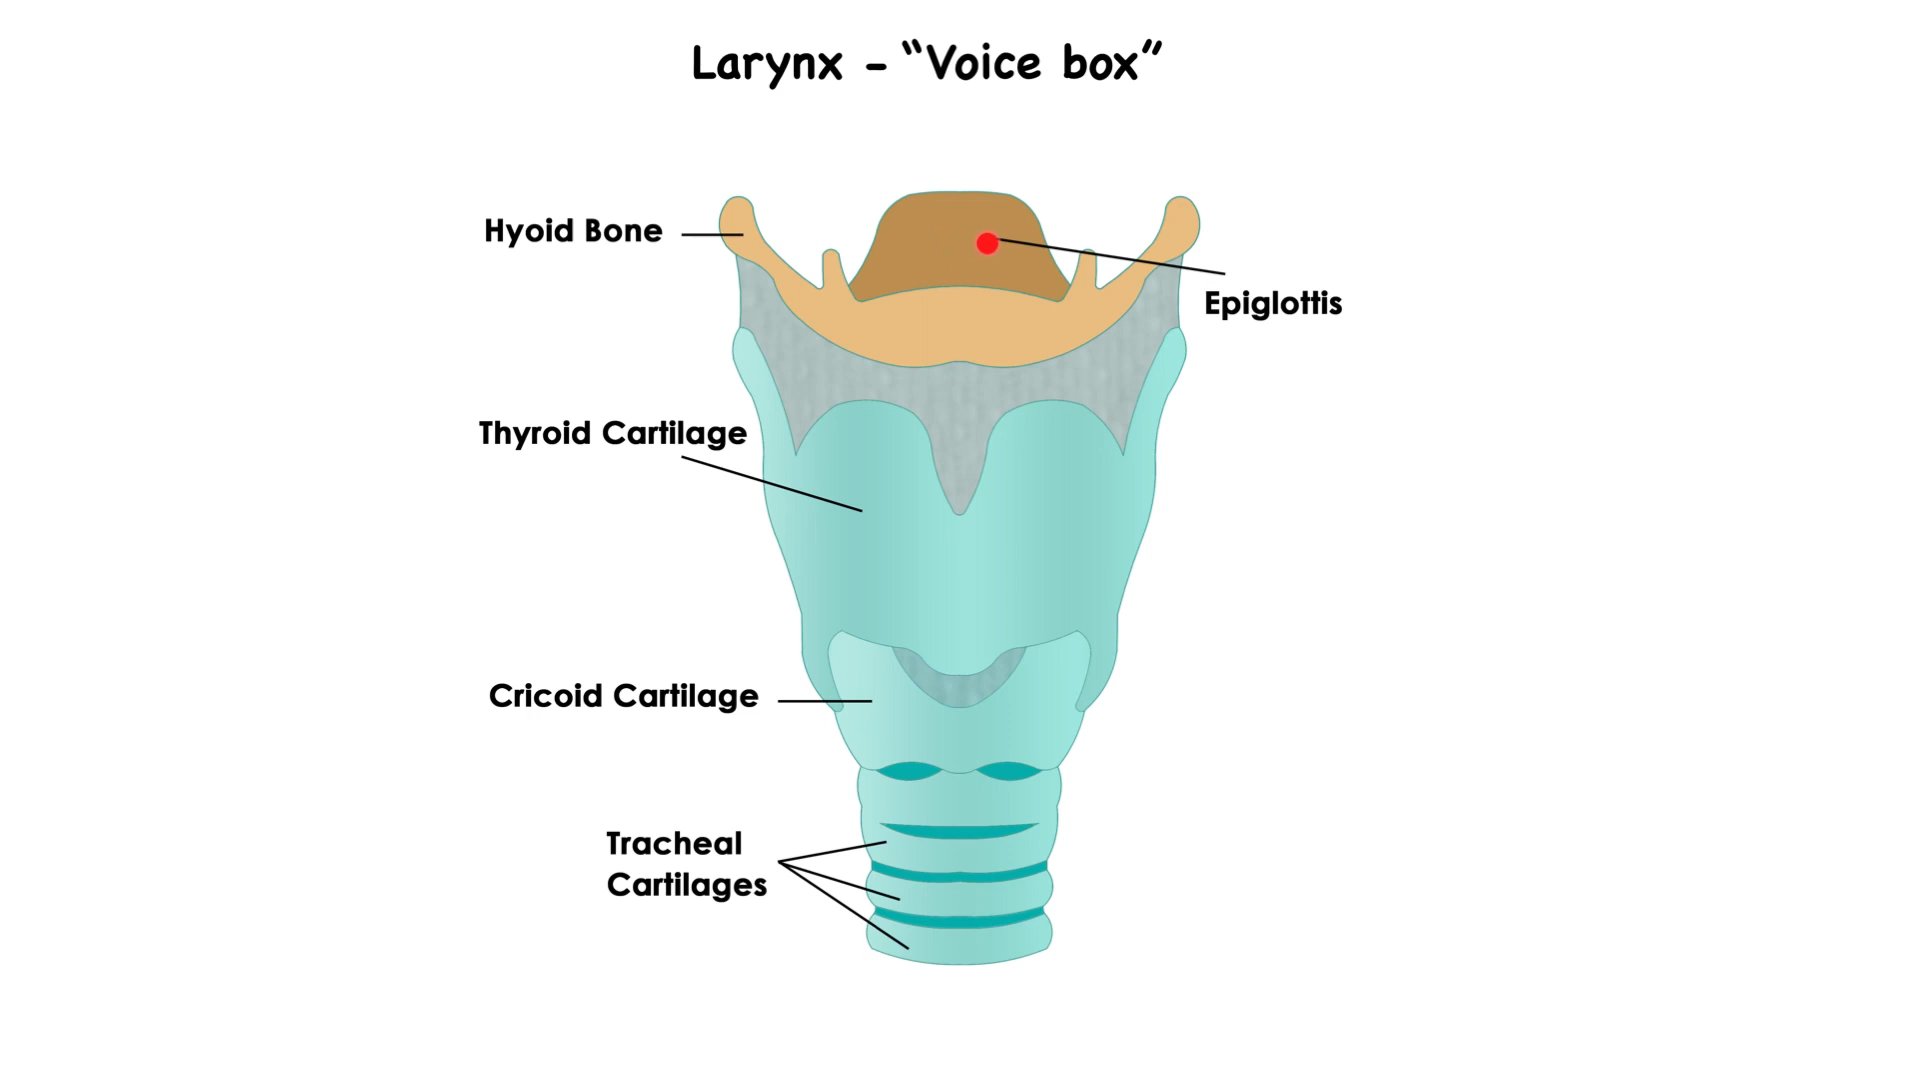 Larynx - “Voice box”
Hyoid Bone
Epiglottis
Thyroid Cartilage
Cricoid Cartilage
Tracheal
Cartilages